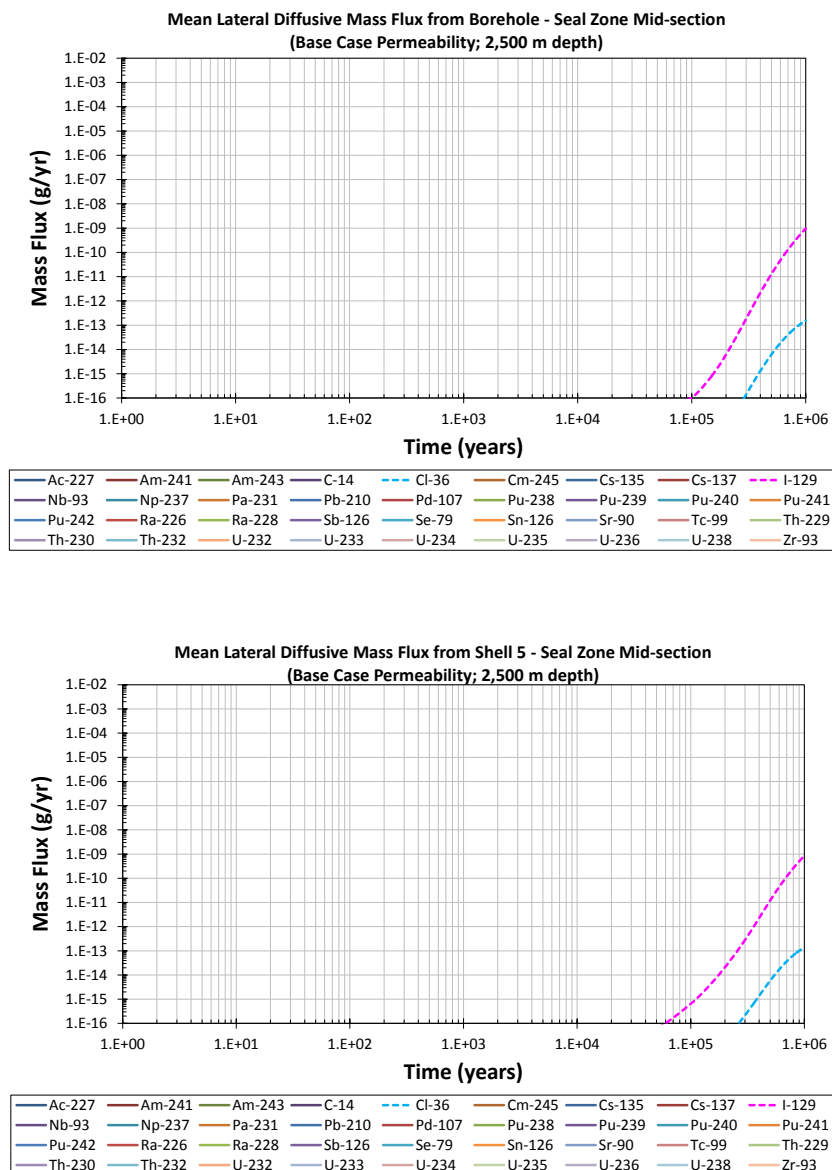 Mean Lateral Diffusive Mass Flux from Borehole - Seal Zone Mid-section
(Base Case Permeability; 2,500 m depth)
Mass Flux (g/yr)
1.E-02
1.E-03
1.E-04
1.E-05
1.E-06
1.E-07
1.E-08
1.E-09
1.E-10
1.E-11
1.E-12
1.E-13
1.E-14
1.E-15
1.E-16
1.E+00 1.E+01 1.E+02 1.E+03 1.E+04 1.E+05 1.E+06
Time (years)
Ac-227 Am-241 Am-243 C-14 Cl-36 Cm-245 Cs-135 Cs-137 I-129
Nb-93 Np-237 Pa-231 Pb-210 Pd-107 Pu-238 Pu-239 Pu-240 Pu-241
Pu-242 Ra-226 Ra-228 Sb-126 Se-79 Sn-126 Sr-90 Tc-99 Th-229
Th-230 Th-232 U-232 U-233 U-234 U-235 U-236 U-238 Zr-93
Mean Lateral Diffusive Mass Flux from Shell 5 - Seal Zone Mid-section
(Base Case Permeability; 2,500 m depth)
Mass Flux (g/yr)
1.E-02
1.E-03
1.E-04
1.E-05
1.E-06
1.E-07
1.E-08
1.E-09
1.E-10
1.E-11
1.E-12
1.E-13
1.E-14
1.E-15
1.E-16
1.E+00 1.E+01 1.E+02 1.E+03 1.E+04 1.E+05 1.E+06
Time (years)
Ac-227 Am-241 Am-243 C-14 Cl-36 Cm-245 Cs-135 Cs-137 I-129
Nb-93 Np-237 Pa-231 Pb-210 Pd-107 Pu-238 Pu-239 Pu-240 Pu-241
Pu-242 Ra-226 Ra-228 Sb-126 Se-79 Sn-126 Sr-90 Tc-99 Th-229
Th-230 Th-232 U-232 U-233 U-234 U-235 U-236 U-238 Zr-93